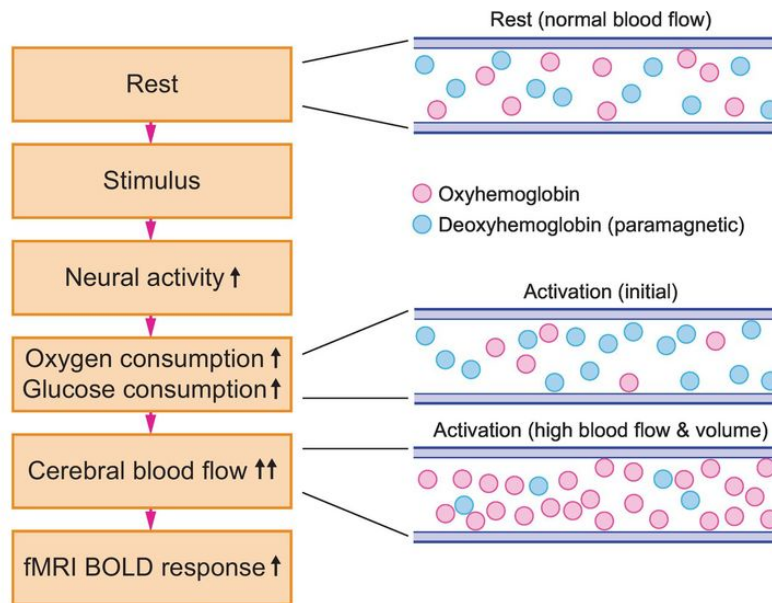 Rest (normal blood flow)
Rest
Stimulus
Oxyhemoglobin
Deoxyhemoglobin (paramagnetic)
Neural activity ↑
Activation (initial)
Oxygen consumption ↑
Glucose consumption ↑
Activation (high blood flow & volume)
Cerebral blood flow ↑↑
fMRI BOLD response ↑